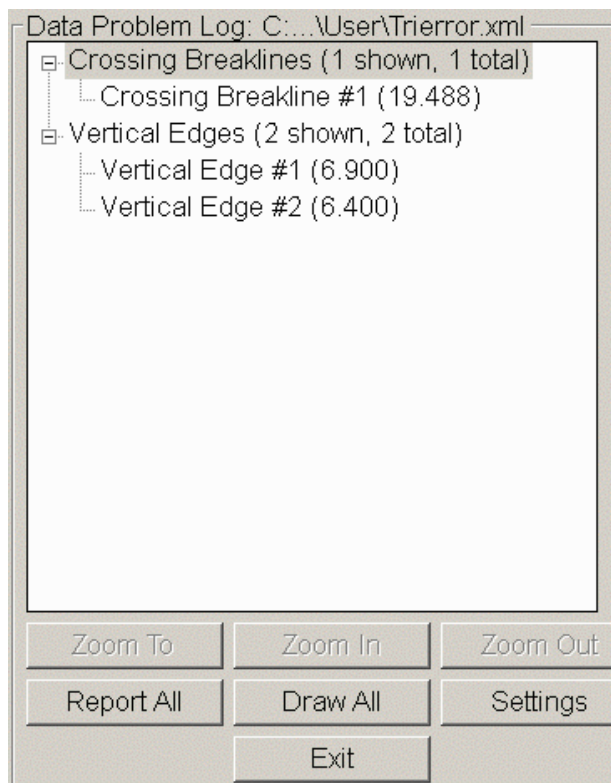 Data Problem Log: C:...\User\Trierror.xml
Crossing Breaklines (1 shown, 1 total)
Crossing Breakline #1 (19.488)
Vertical Edges (2 shown, 2 total)
Vertical Edge #1 (6.900)
Vertical Edge #2 (6.400)
Zoom To Zoom In Zoom Out
Report All Draw All Settings
Exit